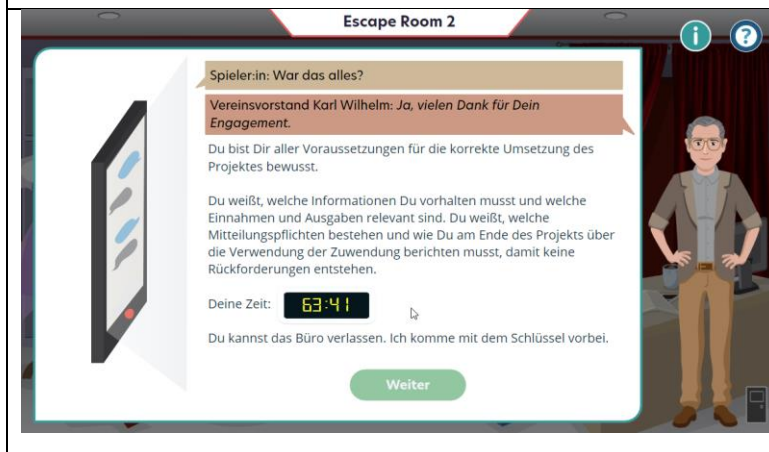 Escape Room 2
i ?
Spieler:in: War das alles?
Vereinsvorstand Karl Wilhelm: Ja, vielen Dank für Dein
Engagement.
Du bist Dir aller Voraussetzungen für die korrekte Umsetzung des
Projektes bewusst.
Du weißt, welche Informationen Du vorhalten musst und welche
Einnahmen und Ausgaben relevant sind. Du weißt, welche
Mitteilungspflichten bestehen und wie Du am Ende des Projekts über
die Verwendung der Zuwendung berichten musst, damit keine
Rückforderungen entstehen.
Deine Zeit: 63:41
Du kannst das Büro verlassen. Ich komme mit dem Schlüssel vorbei.
Weiter